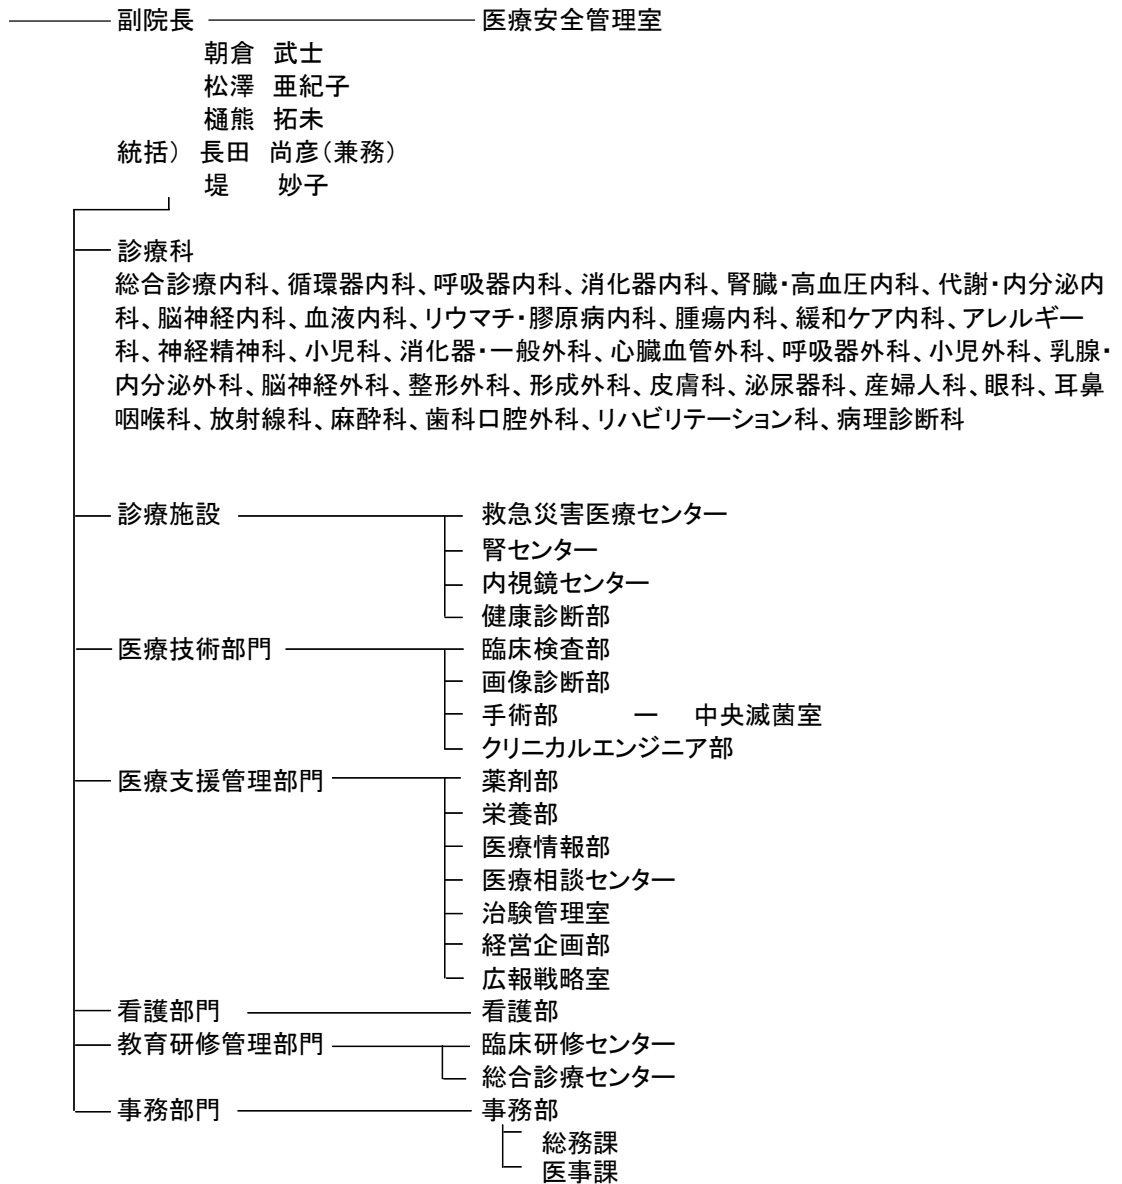 副院長 医療安全管理室
朝倉 武士
松澤 亜紀子
樋熊 拓未
統括） 長田 尚彦（兼務）
堤 妙子
診療科
総合診療内科、循環器内科、呼吸器内科、消化器内科、腎臓・高血圧内科、代謝・内分泌内
科、脳神経内科、血液内科、リウマチ・膠原病内科、腫瘍内科、緩和ケア内科、アレルギー
科、神経精神科、小児科、消化器・一般外科、心臓血管外科、呼吸器外科、小児外科、乳腺・
内分泌外科、脳神経外科、整形外科、形成外科、皮膚科、泌尿器科、産婦人科、眼科、耳鼻
咽喉科、放射線科、麻酔科、歯科口腔外科、リハビリテーション科、病理診断科
診療施設 救急災害医療センター
腎センター
内視鏡センター
健康診断部
医療技術部門 臨床検査部
画像診断部
手術部 ー 中央滅菌室
クリニカルエンジニア部
医療支援管理部門 薬剤部
栄養部
医療情報部
医療相談センター
治験管理室
経営企画部
広報戦略室
看護部門 看護部
教育研修管理部門 臨床研修センター
総合診療センター
事務部門 事務部
総務課
医事課